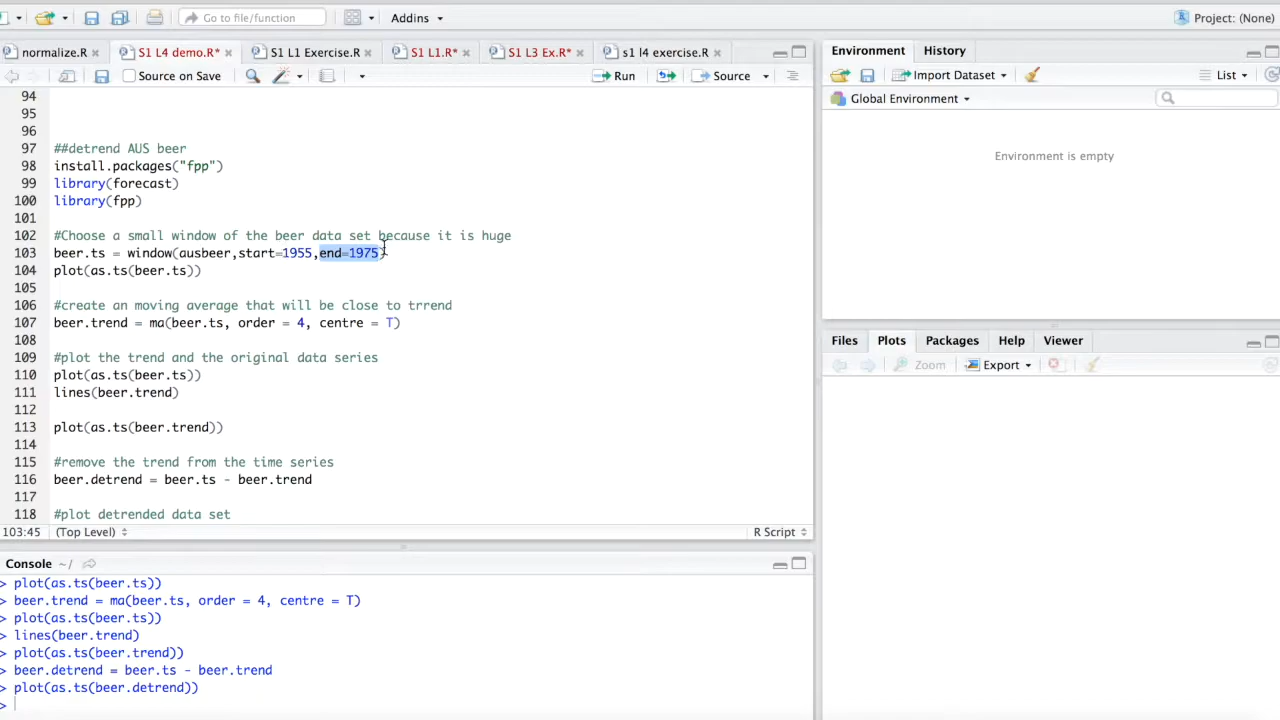 Go to file/function
Addins
Project: (None)
normalize.R
S1 L4 demo.R*
S1 L1 Exercise.R
S1 L1.R*
S1 L3 Ex.R*
s1 l4 exercise.R
Source on Save
Run
Source
94
95
96
97 ##detrend AUS beer
98 install.packages("fpp")
99 library(forecast)
100 library(fpp)
101
102 #Choose a small window of the beer data set because it is huge
103 beer.ts = window(ausbeer,start=1955,end=1975)
104 plot(as.ts(beer.ts))
105
106 #create an moving average that will be close to trrend
107 beer.trend = ma(beer.ts, order = 4, centre = T)
108
109 #plot the trend and the original data series
110 plot(as.ts(beer.ts))
111 lines(beer.trend)
112
113 plot(as.ts(beer.trend))
114
115 #remove the trend from the time series
116 beer.detrend = beer.ts - beer.trend
117
118 #plot detrended data set
103:45 (Top Level) R Script
Console ~/
> plot(as.ts(beer.ts))
> beer.trend = ma(beer.ts, order = 4, centre = T)
> plot(as.ts(beer.ts))
> lines(beer.trend)
> plot(as.ts(beer.trend))
> beer.detrend = beer.ts - beer.trend
> plot(as.ts(beer.detrend))
>
Environment History
Import Dataset
List
Global Environment
Environment is empty
Files Plots Packages Help Viewer
Zoom Export